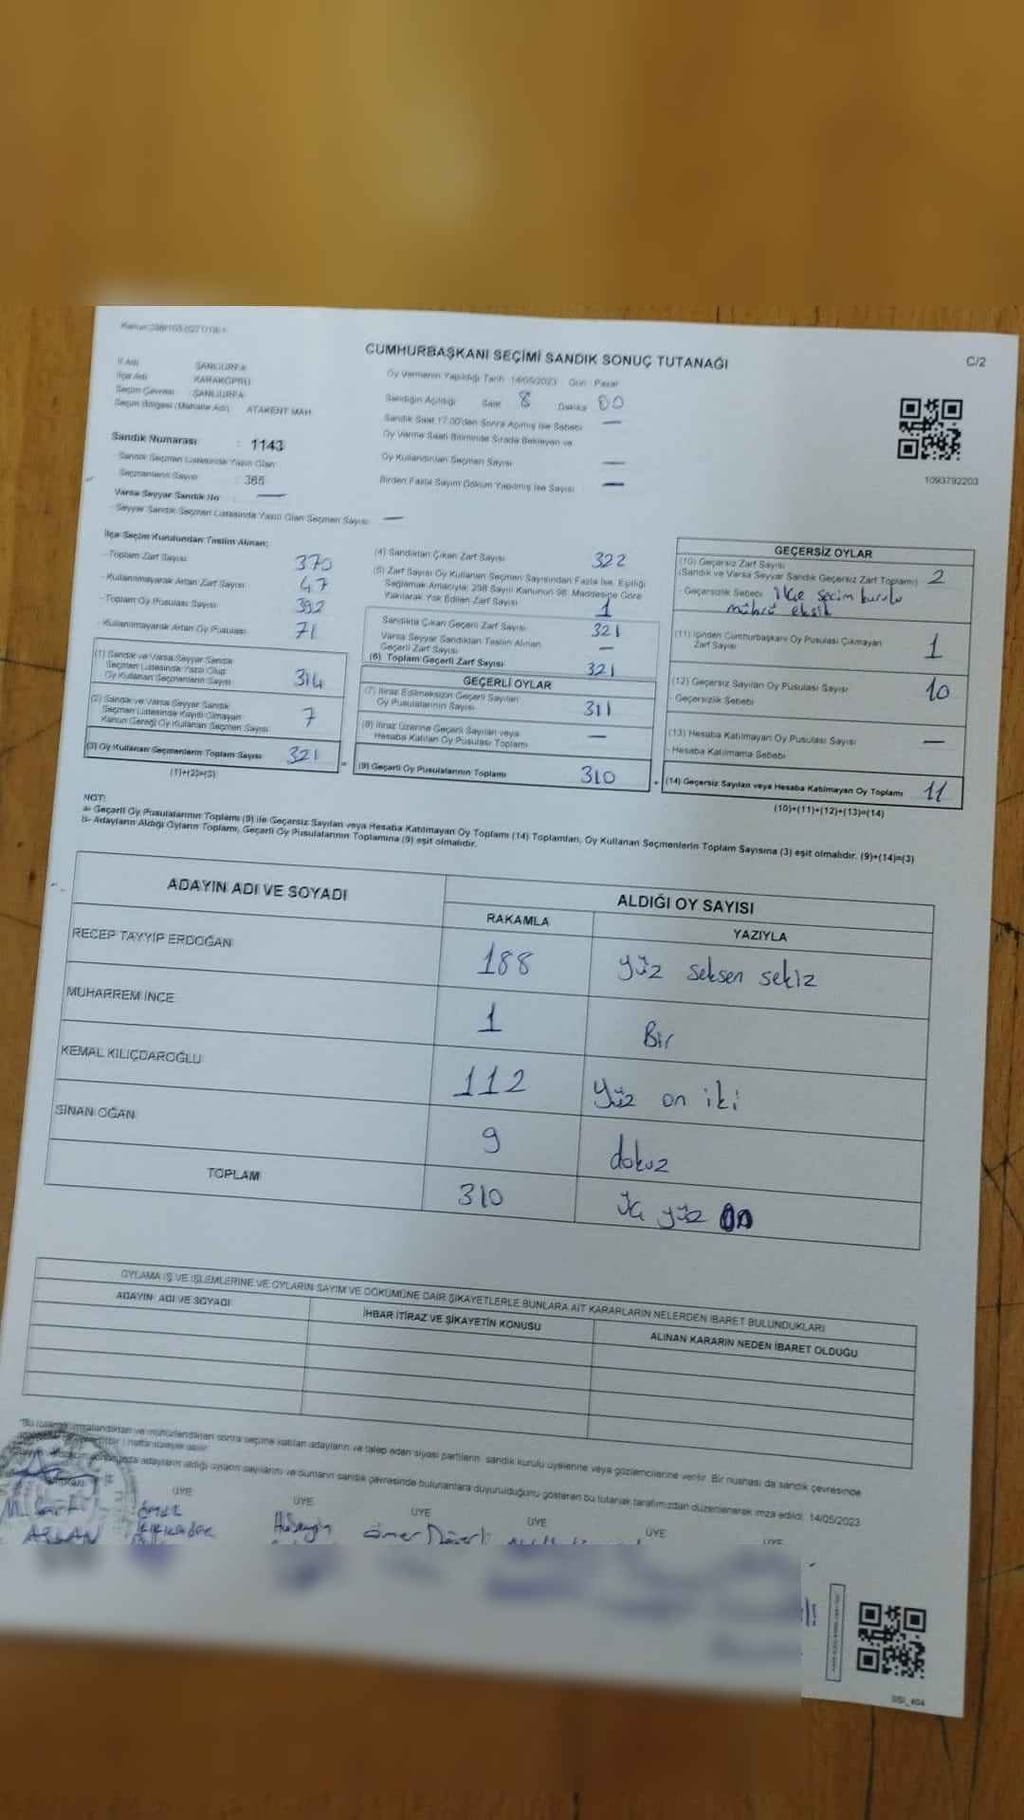 CUMHURBAŞKANI SEÇİMİ SANDIK SONUÇ TUTANAĞI
C/2
İl Adı ŞANLIURFA
İlçe Adı KARAKÖPRÜ
Seçim Çevresi ŞANLIURFA
Seçim Bölgesi (Mahalle Adı) ATAKENT MAH.
Sandık Numarası : 1143
Sandık Seçmen Listesinde Yazılı Olan
Seçmenlerin Sayısı : 365
Varsa Seyyar Sandık No —
Seyyar Sandık Seçmen Listesinde Yazılı Olan Seçmen Sayısı —
Oy Vermenin Yapıldığı Tarih : 14/05/2023 Gün : Pazar
Sandığın Açıldığı Saat 8 Dakika 00
Sandık Saat 17.00'den Sonra Açılmış İse Sebebi —
Oy Verme Saati Bitiminde Sırada Bekleyen ve
Oy Kullandırılan Seçmen Sayısı —
Birden Fazla Sayım Döküm Yapılmış İse Sayısı —
1093792203
İlçe Seçim Kurulundan Teslim Alınan;
- Toplam Zarf Sayısı 370
- Kullanılmayarak Artan Zarf Sayısı 47
- Toplam Oy Pusulası Sayısı 392
- Kullanılmayarak Artan Oy Pusulası 71
(1) Sandık ve Varsa Seyyar Sandık
Seçmen Listesinde Yazılı Olup
Oy Kullanan Seçmenlerin Sayısı 314
(2) Sandık ve Varsa Seyyar Sandık
Seçmen Listesinde Kayıtlı Olmayan
Kanun Gereği Oy Kullanan Seçmen Sayısı 7
(3) Oy Kullanan Seçmenlerin Toplam Sayısı 321
(1)+(2)=(3)
(4) Sandıktan Çıkan Zarf Sayısı 322
(5) Zarf Sayısı Oy Kullanan Seçmen Sayısından Fazla İse, Eşitliği
Sağlamak Amacıyla, 298 Sayılı Kanunun 98. Maddesine Göre
Yakılarak Yok Edilen Zarf Sayısı 1
Sandıkta Çıkan Geçerli Zarf Sayısı 321
Varsa Seyyar Sandıktan Teslim Alınan
Geçerli Zarf Sayısı —
(6) Toplam Geçerli Zarf Sayısı 321
GEÇERLİ OYLAR
(7) İtiraz Edilmeksizin Geçerli Sayılan
Oy Pusulalarının Sayısı 311
(8) İtiraz Üzerine Geçerli Sayılan veya
Hesaba Katılan Oy Pusulası Toplamı —
(9) Geçerli Oy Pusulalarının Toplamı 310
GEÇERSİZ OYLAR
(10) Geçersiz Zarf Sayısı
(Sandık ve Varsa Seyyar Sandık Geçersiz Zarf Toplamı) 2
- Geçersizlik Sebebi ilçe seçim kurulu
mührü eksik
(11) İçinden Cumhurbaşkanı Oy Pusulası Çıkmayan
Zarf Sayısı 1
(12) Geçersiz Sayılan Oy Pusulası Sayısı 10
Geçersizlik Sebebi
(13) Hesaba Katılmayan Oy Pusulası Sayısı —
- Hesaba Katılmama Sebebi
(14) Geçersiz Sayılan veya Hesaba Katılmayan Oy Toplamı 11
(10)+(11)+(12)+(13)=(14)
NOT:
a- Geçerli Oy Pusulalarının Toplamı (9) ile Geçersiz Sayılan veya Hesaba Katılmayan Oy Toplamı (14) Toplamları, Oy Kullanan Seçmenlerin Toplam Sayısına (3) eşit olmalıdır. (9)+(14)=(3)
b- Adayların Aldığı Oyların Toplamı, Geçerli Oy Pusulalarının Toplamına (9) eşit olmalıdır.
ADAYIN ADI VE SOYADI ALDIĞI OY SAYISI
RAKAMLA YAZIYLA
RECEP TAYYİP ERDOĞAN 188 yüz seksen sekiz
MUHARREM İNCE 1 Bir
KEMAL KILIÇDAROĞLU 112 yüz on iki
SİNAN OĞAN 9 dokuz
TOPLAM 310 üç yüz on
OYLAMA İŞ VE İŞLEMLERİNE VE OYLARIN SAYIM VE DÖKÜMÜNE DAİR ŞİKAYETLERLE BUNLARA AİT KARARLARIN NELERDEN İBARET BULUNDUKLARI
ADAYIN ADI VE SOYADI İHBAR İTİRAZ VE ŞİKAYETİN KONUSU ALINAN KARARIN NEDEN İBARET OLDUĞU
imzalandıktan ve mühürlendikten sonra seçime katılan adayların ve talep eden siyasi partilerin, sandık kurulu üyelerine veya gözlemcilerine verilir. Bir nüshası da sandık çevresinde
adayların aldığı oyların sayılarını ve bunların sandık çevresinde bulunanlara duyurulduğunu gösteren bu tutanak tarafımızdan düzenlenerek imza edildi. 14/05/2023
ÜYE ÜYE ÜYE ÜYE ÜYE ÜYE
ASLAN Hüseyin Ömer